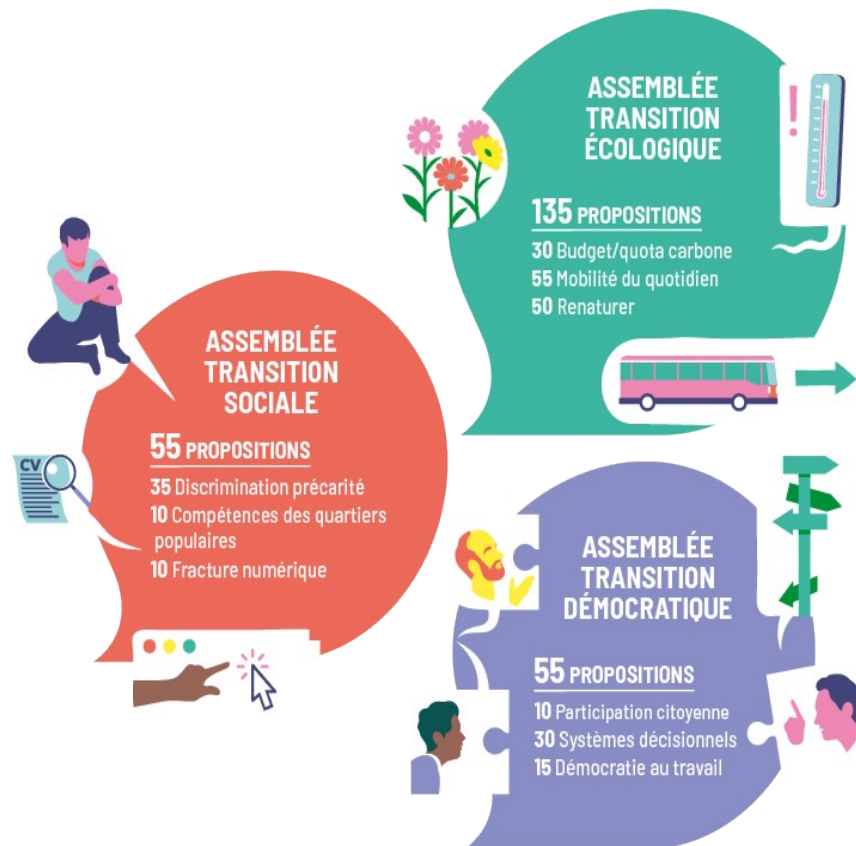 ASSEMBLÉE
TRANSITION
ÉCOLOGIQUE
135 PROPOSITIONS
30 Budget/quota carbone
55 Mobilité du quotidien
50 Renaturer
ASSEMBLÉE
TRANSITION
SOCIALE
55 PROPOSITIONS
35 Discrimination précarité
10 Compétences des quartiers
populaires
10 Fracture numérique
CV
ASSEMBLÉE
TRANSITION
DÉMOCRATIQUE
55 PROPOSITIONS
10 Participation citoyenne
30 Systèmes décisionnels
15 Démocratie au travail